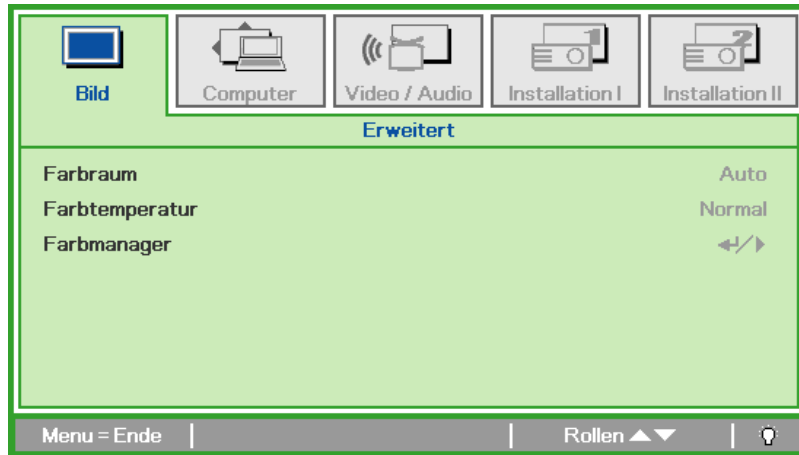 Bild
Computer
Video / Audio
Installation I
Installation II
Erweitert
Farbraum Auto
Farbtemperatur Normal
Farbmanager
Menu = Ende Rollen